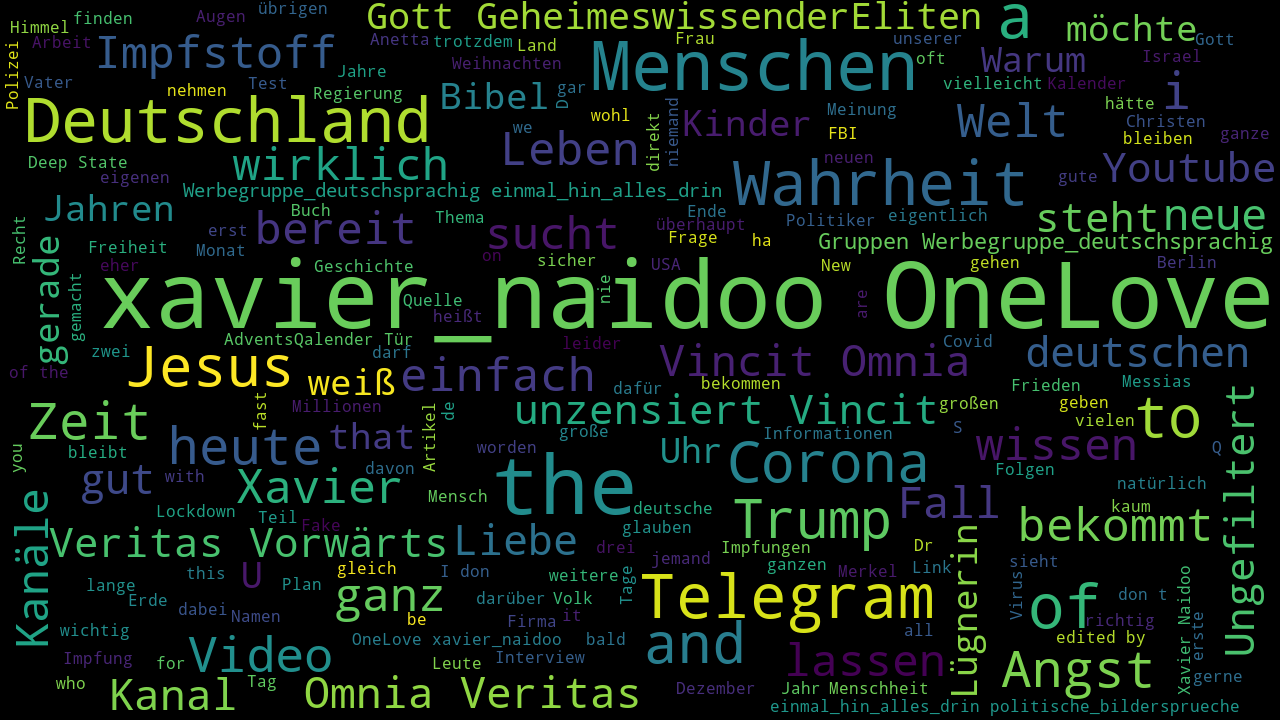 Himmel
finden
Augen
übrigen
Gott GeheimeswissenderEliten
a
möchte
Polizei
Arbeit
Impfstoff
Anetta
trotzdem
Land
Frau
unserer
Gott
Weihnachten
Menschen
oft
Warum
Israel
Vater
nehmen
Test
Jahre
Regierung
Bibel
D
gar
vielleicht
Kalender
i
Deutschland
we
wohl
direkt
niemand
Kinder
Meinung
FBI
Welt
hätte
Christen
bleiben
ganze
Deep State
eigenen
wirklich
Leben
neuen
Wahrheit
gute
Youtube
Werbegruppe_deutschsprachig einmal_hin_alles_drin
Jahren
Recht
erst
Monat
bereit
Buch
Thema
sucht
Ende
überhaupt
Politiker
eigentlich
steht
neue
gerade
Freiheit
eher
gemacht
Geschichte
on
sicher
Frage
ha
USA
New
Gruppen Werbegruppe_deutschsprachig
gehen
Berlin
xavier_naidoo OneLove
Quelle
heißt
nie
are
AdventsQalender Tür
leider
zwei
of the
Jesus
weiß
darf
einfach
Vincit Omnia
Covid
deutschen
dafür
bekommen
Frieden
Messias
Zeit
fast
Millionen
Artikel
de
unzensiert Vincit
großen
geben
vielen
to
Ungefiltert
you
bleibt
heute
that
worden
große
Uhr
Informationen
S
wissen
Q
gut
with
davon
Corona
Folgen
natürlich
Kanäle
Xavier
Mensch
the
deutsche
glauben
Fall
kaum
Lockdown
Teil
Fake
Trump
bekommt
Veritas Vorwärts
Liebe
drei
jemand
Impfungen
Dr
Lügnerin
this
U
Plan
gleich
I don
weitere
Tage
ganzen
Merkel
Link
sieht
Virus
lange
Erde
dabei
Namen
ganz
be
darüber
Volk
Firma
it
Telegram
of
don t
richtig
Xavier Naidoo
erste
wichtig
OneLove xavier_naidoo
bald
and
all
edited by
Impfung
for
Video
Leute
Interview
lassen
Angst
gerne
who
Kanal
Tag
Omnia Veritas
Dezember
Jahr
Menschheit
einmal_hin_alles_drin politische_bildersprueche